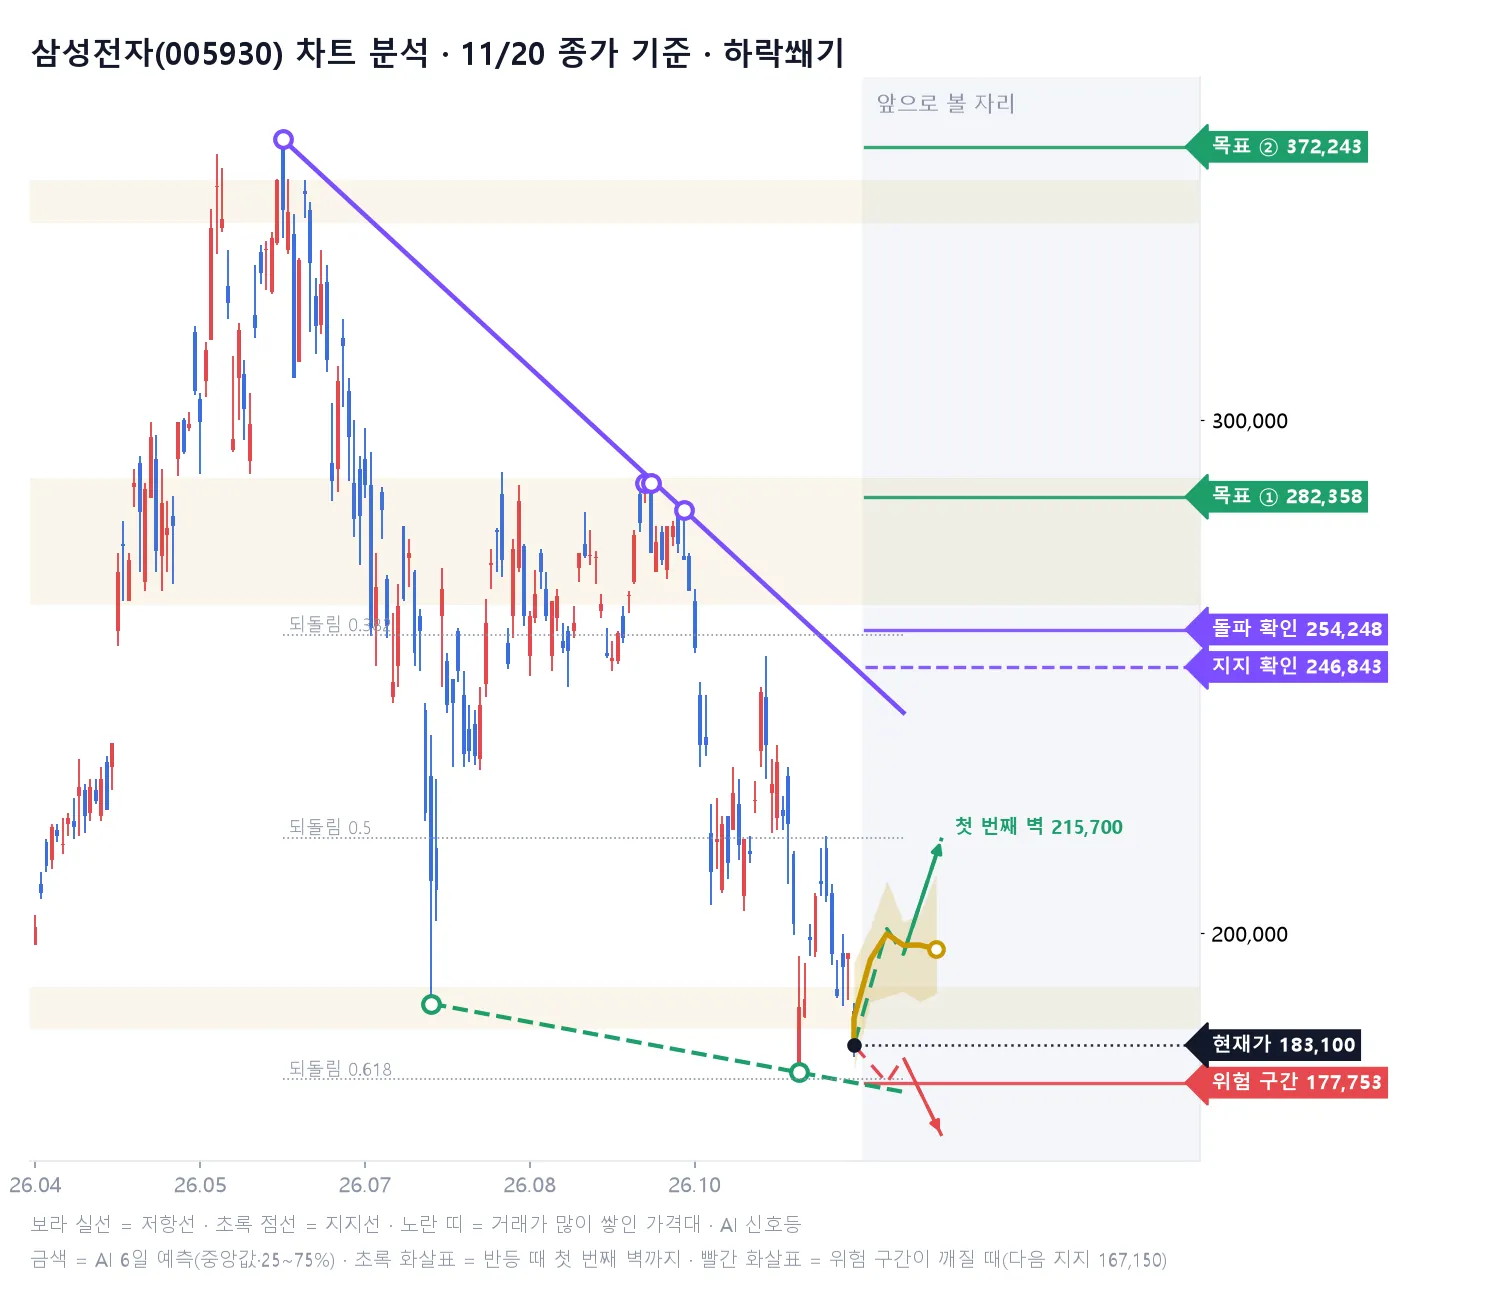 삼성전자(005930) 차트 분석 · 11/20 종가 기준 · 하락쐐기
앞으로 볼 자리
목표 ② 372,243
300,000
목표 ① 282,358
되돌림 0.382
돌파 확인 254,248
지지 확인 246,843
되돌림 0.5
첫 번째 벽 215,700
200,000
현재가 183,100
되돌림 0.618
위험 구간 177,753
26.04 26.05 26.07 26.08 26.10
보라 실선 = 저항선 · 초록 점선 = 지지선 · 노란 띠 = 거래가 많이 쌓인 가격대 · AI 신호등
금색 = AI 6일 예측(중앙값·25~75%) · 초록 화살표 = 반등 때 첫 번째 벽까지 · 빨간 화살표 = 위험 구간이 깨질 때(다음 지지 167,150)